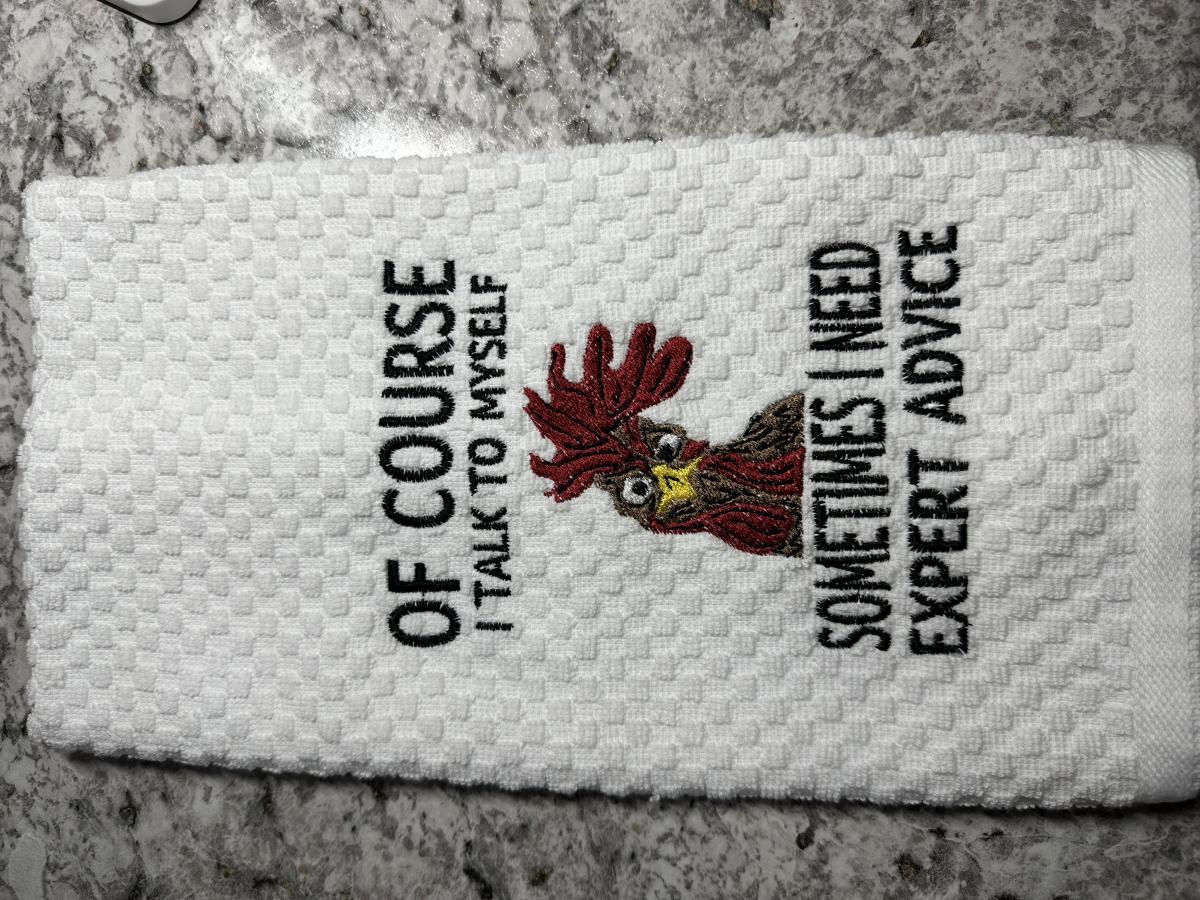 OF COURSE
I TALK TO MYSELF
SOMETIMES I NEED
EXPERT ADVICE